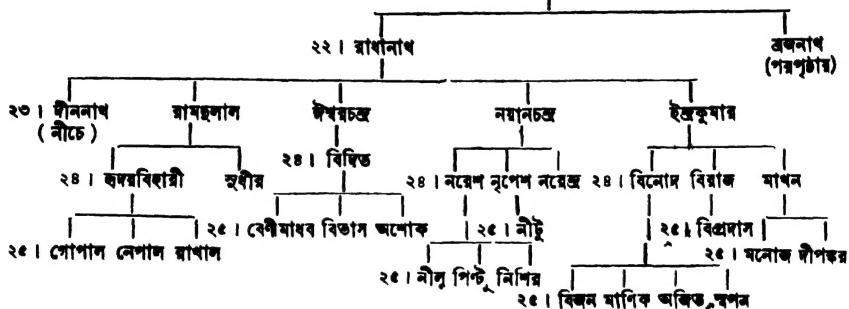 ২২। রাধানাথ ব্রজনাথ
(পরপৃষ্ঠায়)
২৩। দীননাথ রামদুলাল ঈশ্বরচন্দ্র নয়ানচন্দ্র ইন্দ্রকুমার
( নীচে )
২৪। হৃদয়বিহারী সুধীর ২৪। বিম্বিত ২৪। নরেশ নৃপেশ নরেন্দ্র ২৪। বিনোদ বিরাজ মাখন
২৫। গোপাল নেপাল রাখাল ২৫। বেণীমাধব বিভাস অশোক ২৫। নীটু ২৫। বিপ্রদাস ২৫। মনোজ দীপঙ্কর
২৫। নীলু পিন্টু নিশির ২৫। বিজন মাণিক অজিত স্বপন